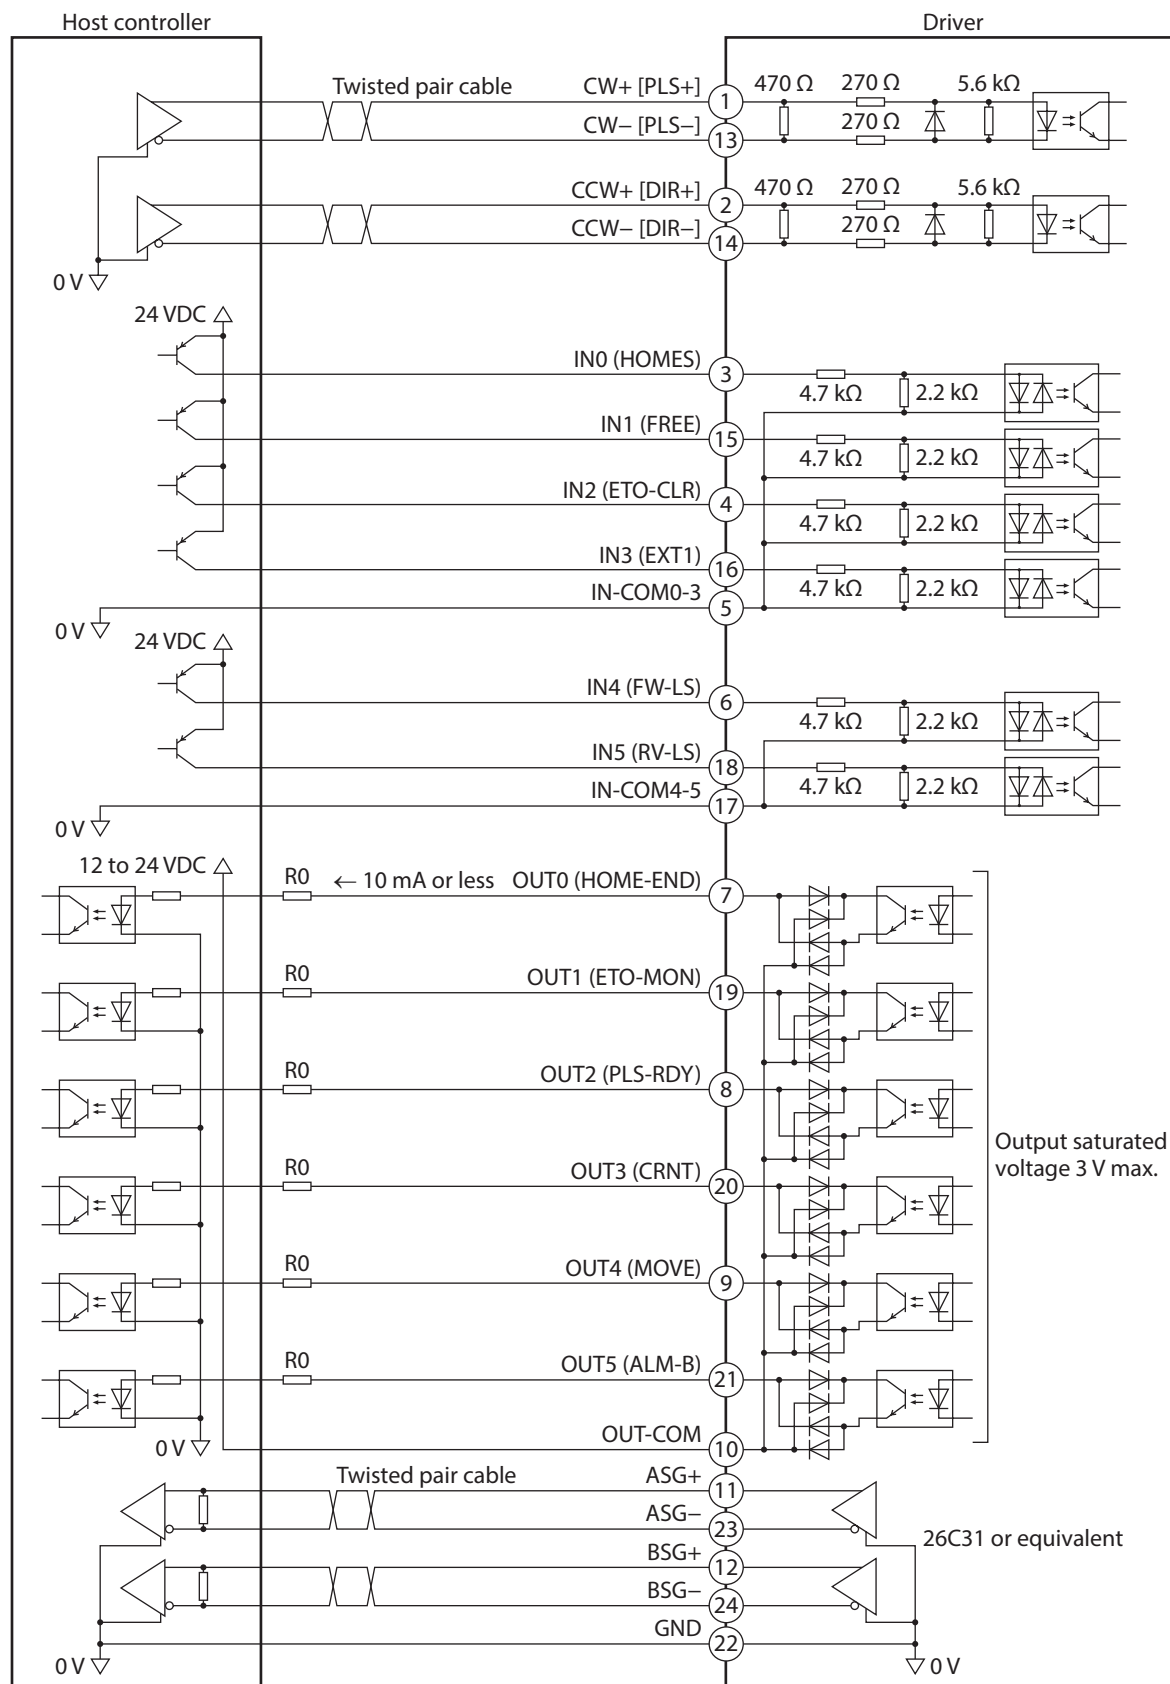 Host controller
Driver
Twisted pair cable
CW+ [PLS+]
1
470 Ω
270 Ω
5.6 kΩ
CW− [PLS−]
13
270 Ω
CCW+ [DIR+]
2
470 Ω
270 Ω
5.6 kΩ
CCW− [DIR−]
14
270 Ω
0 V
24 VDC
IN0 (HOMES)
3
4.7 kΩ
2.2 kΩ
IN1 (FREE)
15
4.7 kΩ
2.2 kΩ
IN2 (ETO-CLR)
4
4.7 kΩ
2.2 kΩ
IN3 (EXT1)
16
4.7 kΩ
2.2 kΩ
IN-COM0-3
5
0 V
24 VDC
IN4 (FW-LS)
6
4.7 kΩ
2.2 kΩ
IN5 (RV-LS)
18
4.7 kΩ
2.2 kΩ
IN-COM4-5
17
0 V
12 to 24 VDC
R0
← 10 mA or less
OUT0 (HOME-END)
7
R0
OUT1 (ETO-MON)
19
R0
OUT2 (PLS-RDY)
8
Output saturated
voltage 3 V max.
R0
OUT3 (CRNT)
20
R0
OUT4 (MOVE)
9
R0
OUT5 (ALM-B)
21
0 V
OUT-COM
10
Twisted pair cable
ASG+
11
ASG−
23
26C31 or equivalent
BSG+
12
BSG−
24
GND
22
0 V
0 V